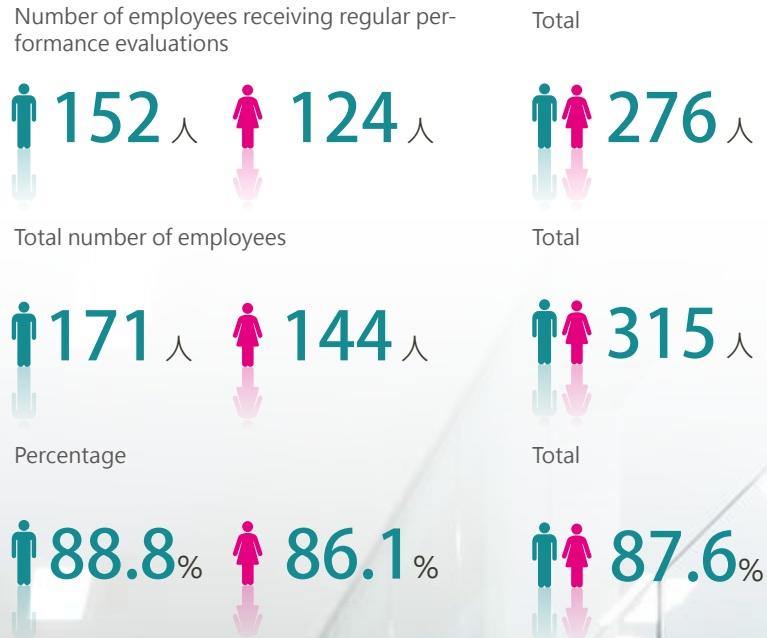 Number of employees receiving regular per-
formance evaluations
Total
152人 124人 276人
Total number of employees
Total
171人 144人 315人
Percentage
Total
88.8% 86.1% 87.6%